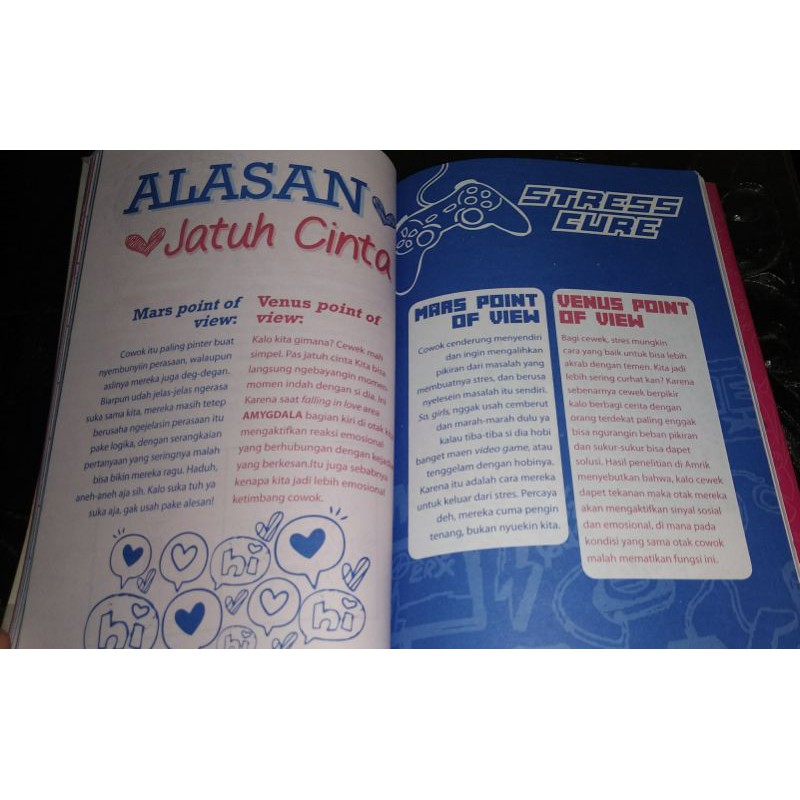 ALASAN
Jatuh Cinta
Mars point of
view:
Cowok itu paling pinter buat
nyembunyiin perasaan, walaupun
aslinya mereka juga deg-degan.
Biarpun udah jelas-jelas ngerasa
suka sama kita, mereka masih tetep
berusaha ngejelasin perasaan itu
pake logika, dengan serangkaian
pertanyaan yang seringnya malah
bisa bikin mereka ragu. Haduh,
aneh-aneh aja sih. Kalo suka tuh ya
suka aja, gak usah pake alesan!
Venus point of
view:
Kalo kita gimana? Cewek mah
simpel. Pas jatuh cinta Kita bisa
langsung ngebayangin momen-
momen indah dengan si dia. Ini
Karena saat falling in love area
AMYGDALA bagian kiri di otak
mengaktifkan reaksi emosional
yang berhubungan dengan
yang berkesan.Itu juga sebabnya
kenapa kita jadi lebih emosional
ketimbang cowok.
hi
hi
hi
hi
STRESS
CURE
MARS POINT
OF VIEW
Cowok cenderung menyendiri
dan ingin mengalihkan
pikiran dari masalah yang
membuatnya stres, dan berusa
nyelesein masalah itu sendiri.
So, girls, nggak usah cemberut
dan marah-marah dulu ya
kalau tiba-tiba si dia hobi
banget maen video game, atau
tenggelam dengan hobinya.
Karena itu adalah cara mereka
untuk keluar dari stres. Percaya
deh, mereka cuma pengin
tenang, bukan nyuekin kita.
VENUS POINT
OF VIEW
Bagi cewek, stres mungkin
cara yang baik untuk bisa lebih
akrab dengan temen. Kita jadi
lebih sering curhat kan? Karena
sebenarnya cewek berpikir
kalo berbagi cerita dengan
orang terdekat paling enggak
bisa ngurangin beban pikiran
dan sukur-sukur bisa dapet
solusi. Hasil penelitian di Amrik
menyebutkan bahwa, kalo cewek
dapet tekanan maka otak mereka
akan mengaktifkan sinyal sosial
dan emosional, di mana pada
kondisi yang sama otak cowok
malah mematikan fungsi ini.